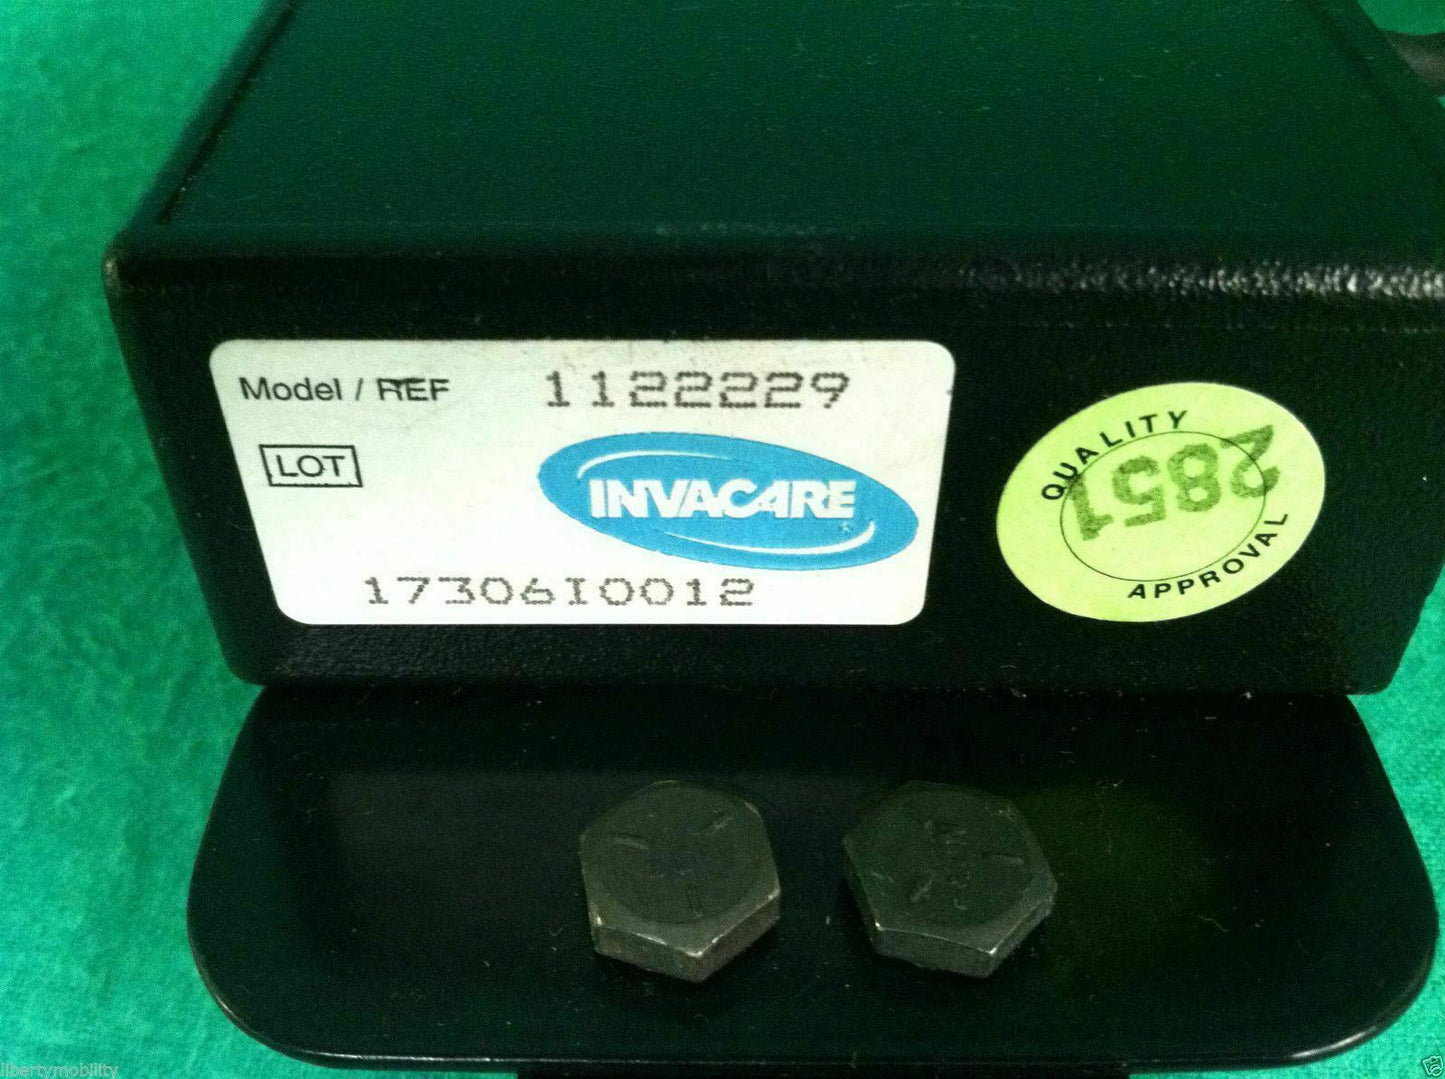 Model / REF 1122229
LOT
INVACARE
17306I0012
QUALITY
2851
APPROVAL
libertymobility